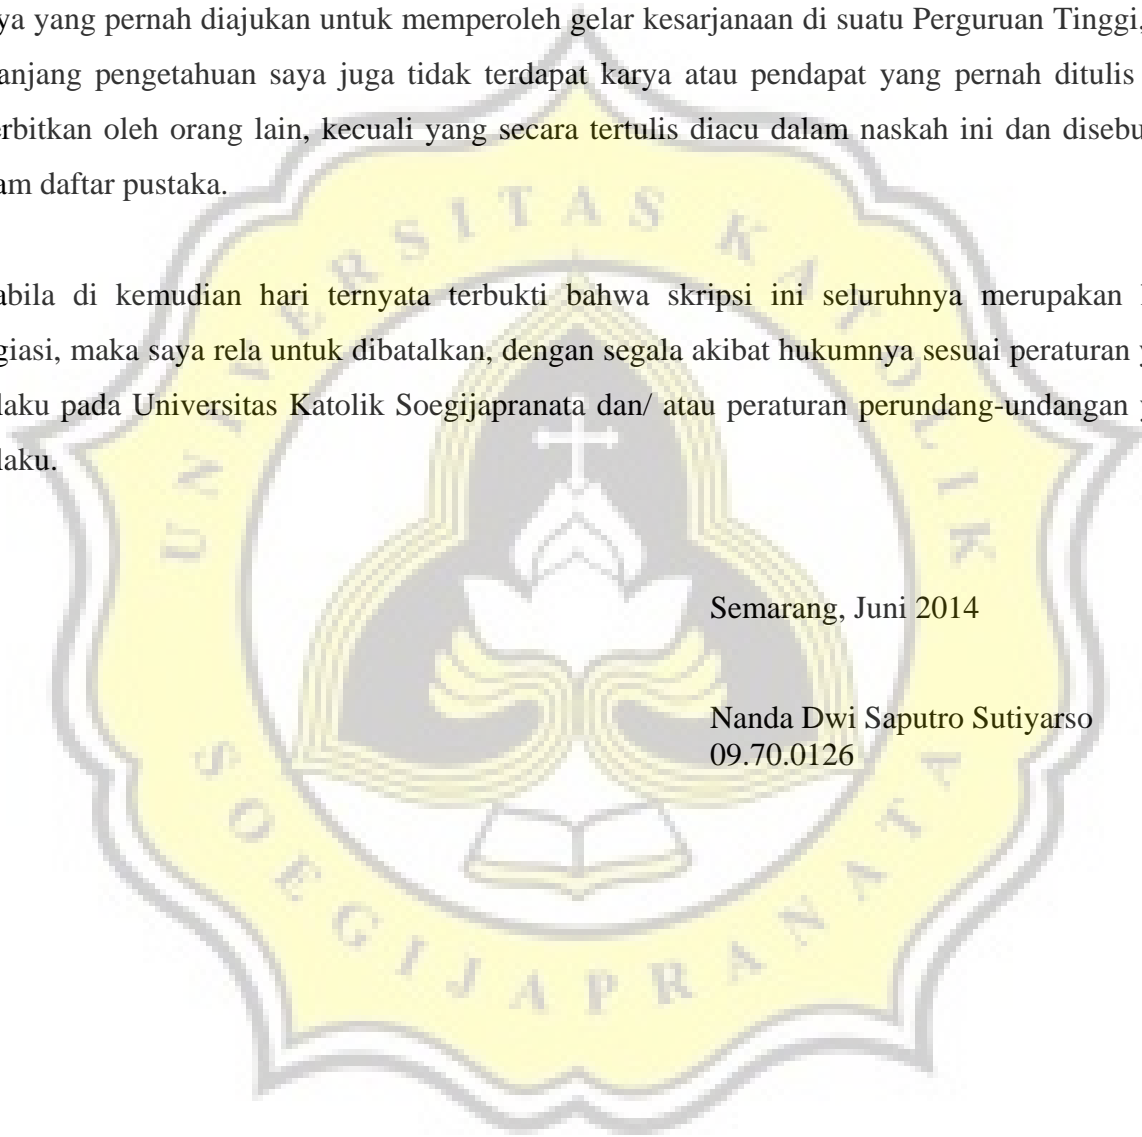 ya yang pernah diajukan untuk memperoleh gelar kesarjanaan di suatu Perguruan Tinggi,
anjang pengetahuan saya juga tidak terdapat karya atau pendapat yang pernah ditulis
erbitkan oleh orang lain, kecuali yang secara tertulis diacu dalam naskah ini dan disebu
am daftar pustaka.
abila di kemudian hari ternyata terbukti bahwa skripsi ini seluruhnya merupakan
giasi, maka saya rela untuk dibatalkan, dengan segala akibat hukumnya sesuai peraturan y
laku pada Universitas Katolik Soegijapranata dan/ atau peraturan perundang-undangan y
laku.
Semarang, Juni 2014
Nanda Dwi Saputro Sutiyarso
09.70.0126
UNIVERSITAS KATOLIK
SOEGIJAPRANATA